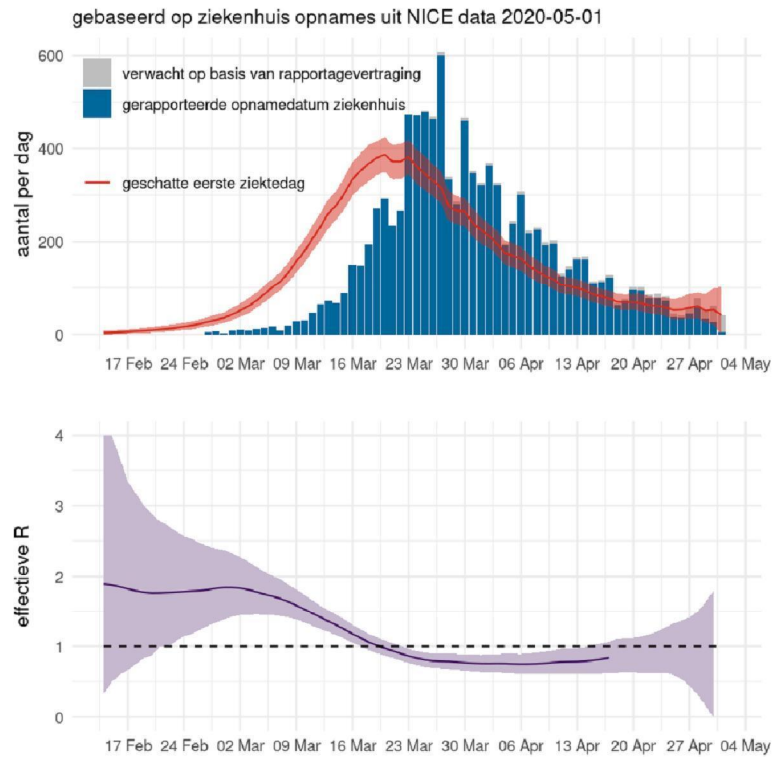 gebaseerd op ziekenhuis opnames uit NICE data 2020-05-01
600
400
200
0
aantal per dag
verwacht op basis van rapportagevertraging
gerapporteerde opnamedatum ziekenhuis
geschatte eerste ziektedag
17 Feb 24 Feb 02 Mar 09 Mar 16 Mar 23 Mar 30 Mar 06 Apr 13 Apr 20 Apr 27 Apr 04 May
4
3
2
1
0
effectieve R
17 Feb 24 Feb 02 Mar 09 Mar 16 Mar 23 Mar 30 Mar 06 Apr 13 Apr 20 Apr 27 Apr 04 May